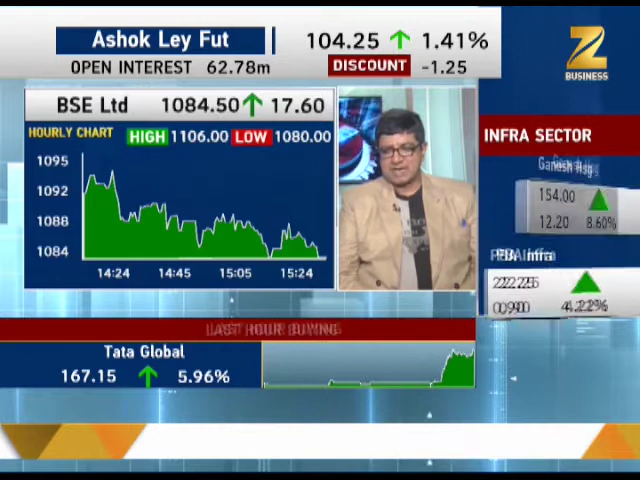 Ashok Ley Fut
104.25 1.41%
OPEN INTEREST 62.78m
DISCOUNT -1.25
Z
BUSINESS
BSE Ltd 1084.50 17.60
HOURLY CHART HIGH 1106.00 LOW 1080.00
1095
1092
1088
1084
14:24 14:45 15:05 15:24
INFRA SECTOR
Ganesh
154.00
12.20 8.60%
Infra
LAST HOUR BUYING
Tata Global
167.15 5.96%